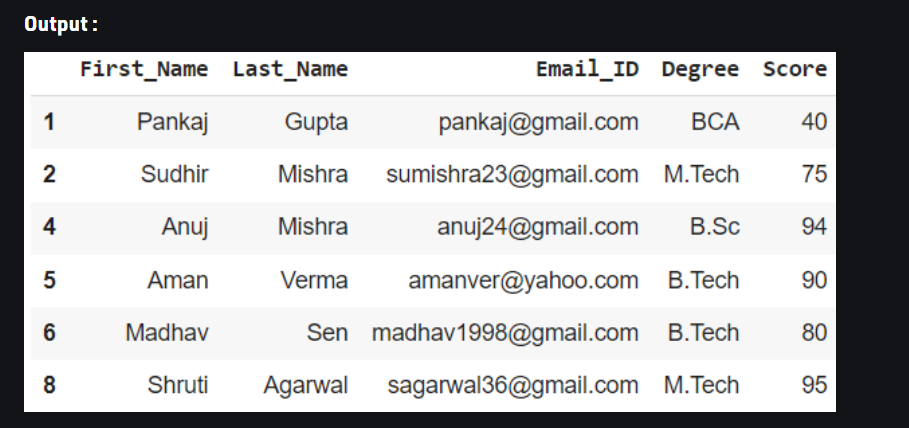 Output :
First_Name Last_Name Email_ID Degree Score
1 Pankaj Gupta pankaj@gmail.com BCA 40
2 Sudhir Mishra sumishra23@gmail.com M.Tech 75
4 Anuj Mishra anuj24@gmail.com B.Sc 94
5 Aman Verma amanver@yahoo.com B.Tech 90
6 Madhav Sen madhav1998@gmail.com B.Tech 80
8 Shruti Agarwal sagarwal36@gmail.com M.Tech 95